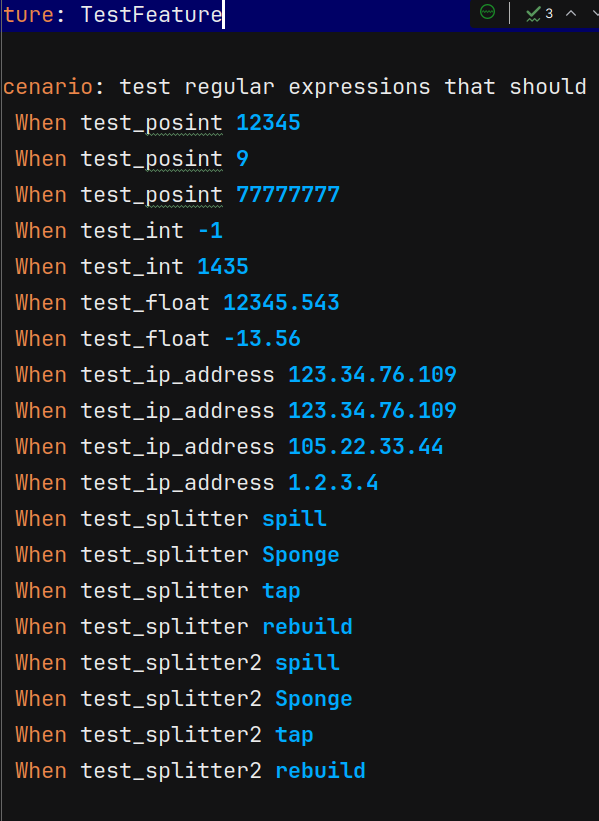 ture: TestFeature
3
cenario: test regular expressions that should
When test_posint 12345
When test_posint 9
When test_posint 77777777
When test_int -1
When test_int 1435
When test_float 12345.543
When test_float -13.56
When test_ip_address 123.34.76.109
When test_ip_address 123.34.76.109
When test_ip_address 105.22.33.44
When test_ip_address 1.2.3.4
When test_splitter spill
When test_splitter Sponge
When test_splitter tap
When test_splitter rebuild
When test_splitter2 spill
When test_splitter2 Sponge
When test_splitter2 tap
When test_splitter2 rebuild